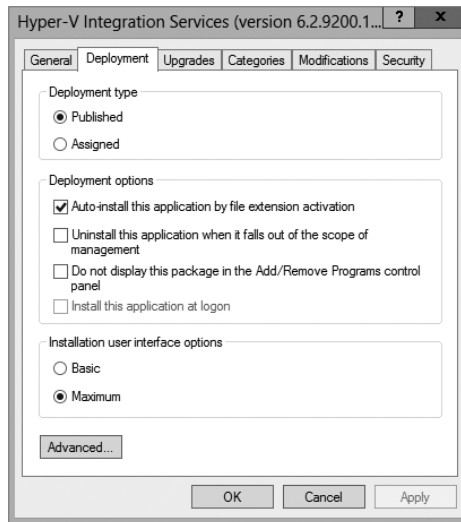 Hyper-V Integration Services (version 6.2.9200.1... ? x
General Deployment Upgrades Categories Modifications Security
Deployment type
Published
Assigned
Deployment options
Auto-install this application by file extension activation
Uninstall this application when it falls out of the scope of
management
Do not display this package in the Add/Remove Programs control
panel
Install this application at logon
Installation user interface options
Basic
Maximum
Advanced...
OK Cancel Apply